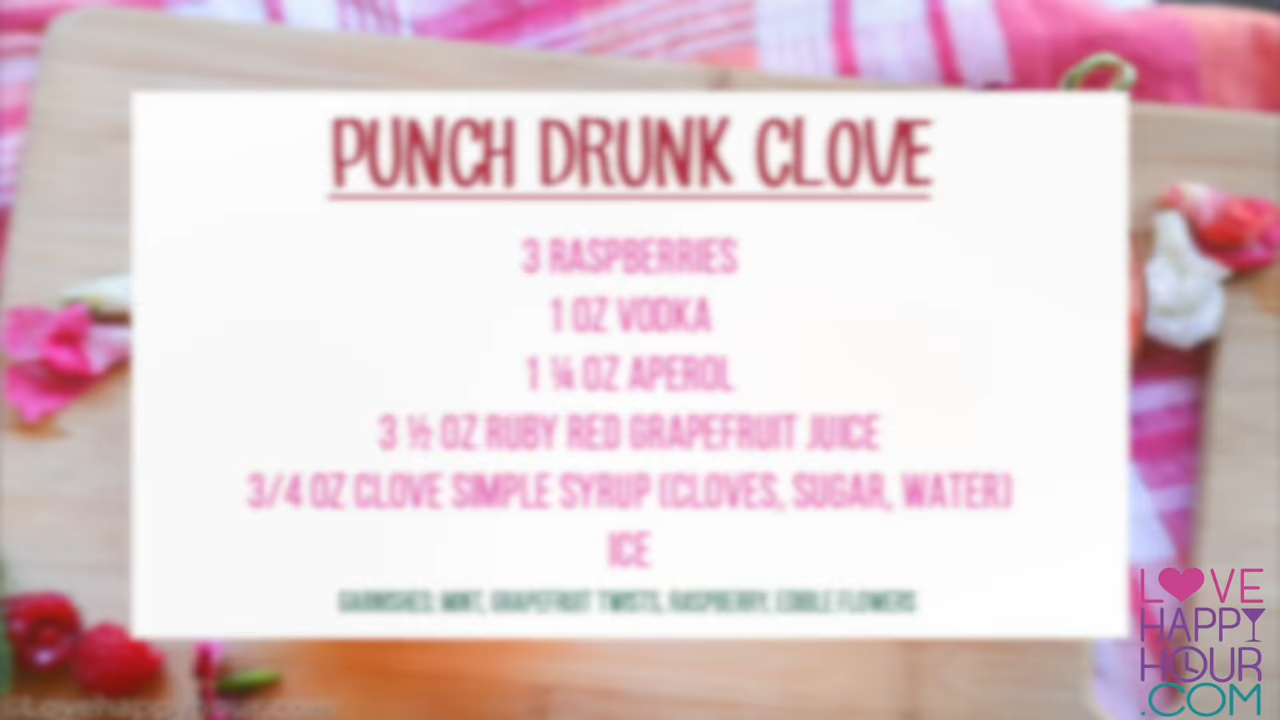 PUNCH DRUNK CLOVE
3 RASPBERRIES
1 OZ VODKA
1 ¼ OZ APEROL
3 ½ OZ RUBY RED GRAPEFRUIT JUICE
3/4 OZ CLOVE SIMPLE SYRUP (CLOVES, SUGAR, WATER)
ICE
GARNISHES: MINT, GRAPEFRUIT TWISTS, RASPBERRY, EDIBLE FLOWERS
LOVE
HAPPY
HOUR
.COM